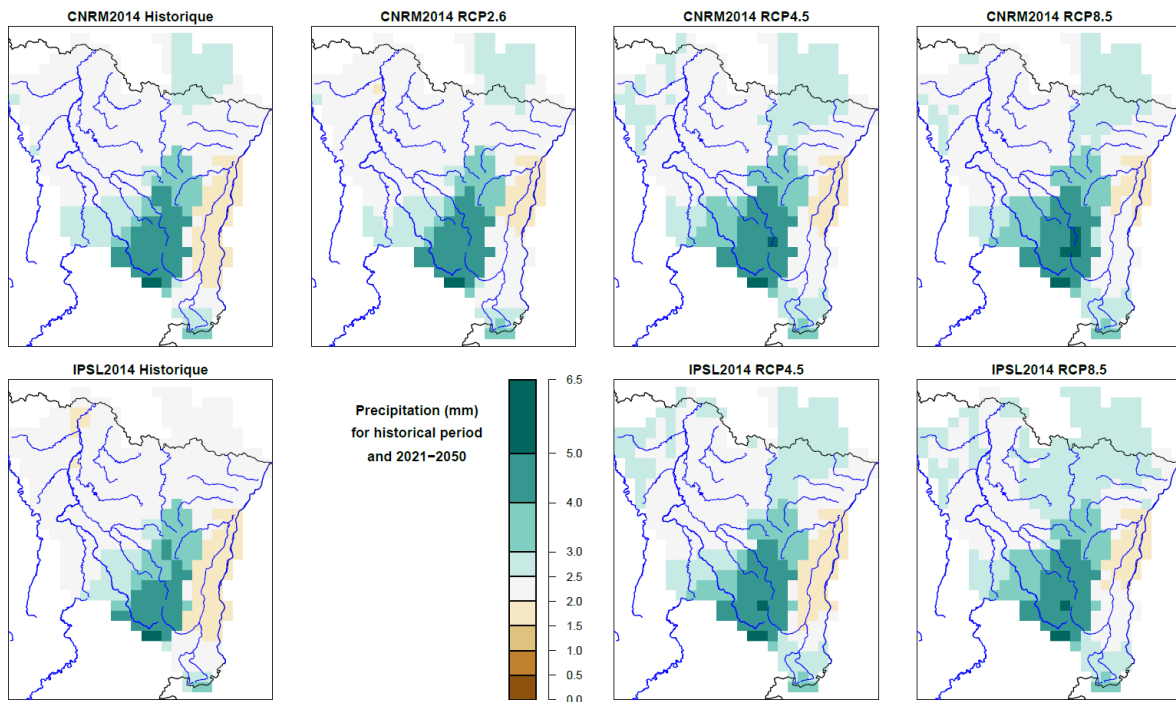 CNRM2014 Historique
CNRM2014 RCP2.6
CNRM2014 RCP4.5
CNRM2014 RCP8.5
IPSL2014 Historique
Precipitation (mm)
for historical period
and 2021−2050
6.5
5.0
4.0
3.0
2.5
2.0
1.5
1.0
0.5
0.0
IPSL2014 RCP4.5
IPSL2014 RCP8.5